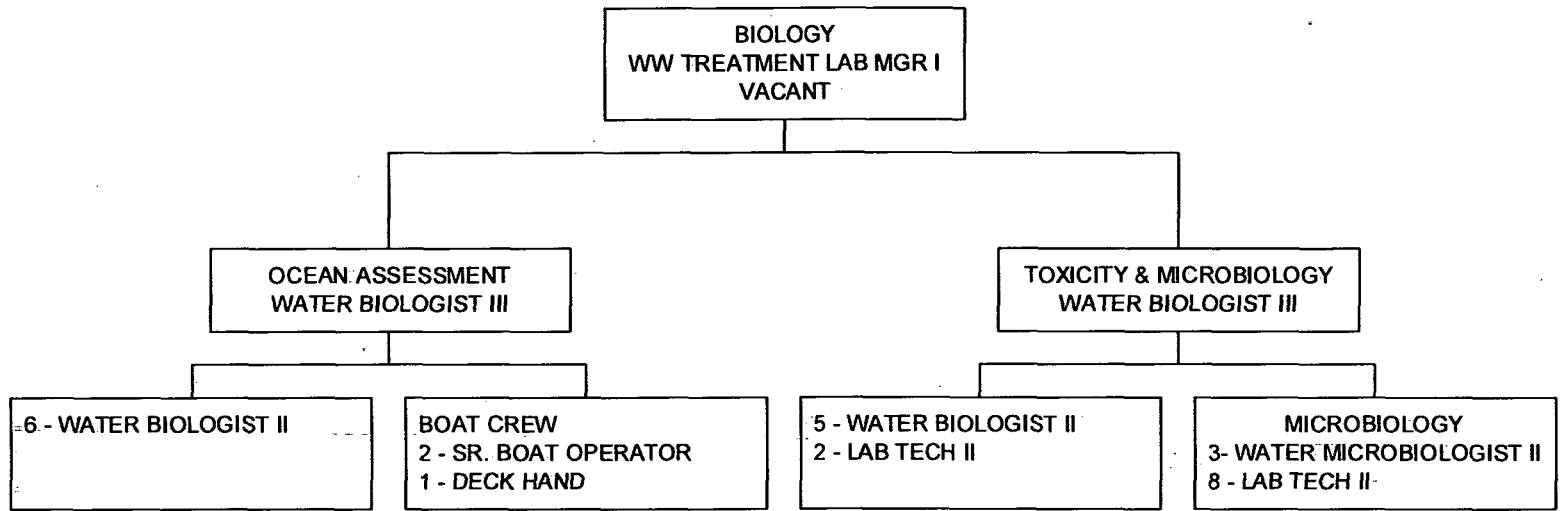 BIOLOGY
WW TREATMENT LAB MGR I
VACANT
OCEAN ASSESSMENT
WATER BIOLOGIST III
TOXICITY & MICROBIOLOGY
WATER BIOLOGIST III
6 - WATER BIOLOGIST II
BOAT CREW
2 - SR. BOAT OPERATOR
1 - DECK HAND
5 - WATER BIOLOGIST II
2 - LAB TECH II
MICROBIOLOGY
3- WATER MICROBIOLOGIST II
8 - LAB TECH II